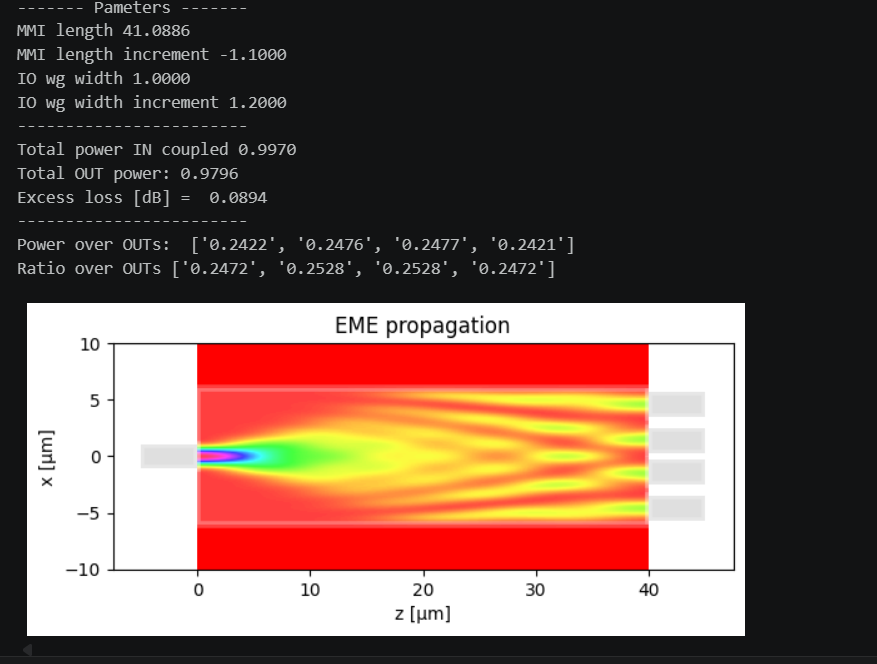 ------- Pameters -------
MMI length 41.0886
MMI length increment -1.1000
IO wg width 1.0000
IO wg width increment 1.2000
------------------------
Total power IN coupled 0.9970
Total OUT power: 0.9796
Excess loss [dB] =  0.0894
------------------------
Power over OUTs:  ['0.2422', '0.2476', '0.2477', '0.2421']
Ratio over OUTs ['0.2472', '0.2528', '0.2528', '0.2472']
EME propagation
10
5
0
−5
−10
x [μm]
0 10 20 30 40
z [μm]